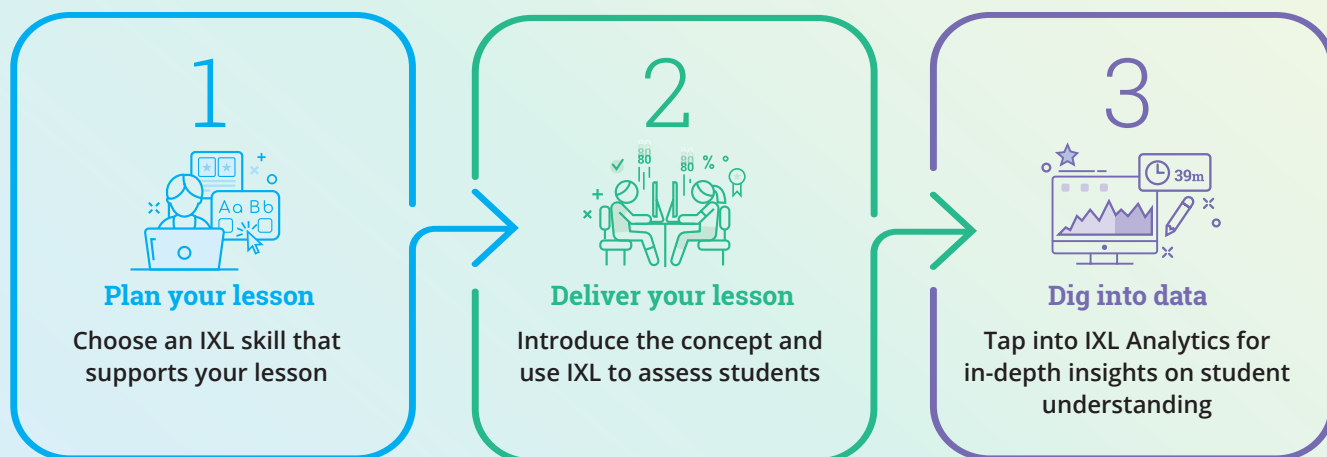 1
Aa Bb
Plan your lesson
Choose an IXL skill that
supports your lesson
2
80
80
80
80
%
Deliver your lesson
Introduce the concept and
use IXL to assess students
3
39m
Dig into data
Tap into IXL Analytics for
in-depth insights on student
understanding